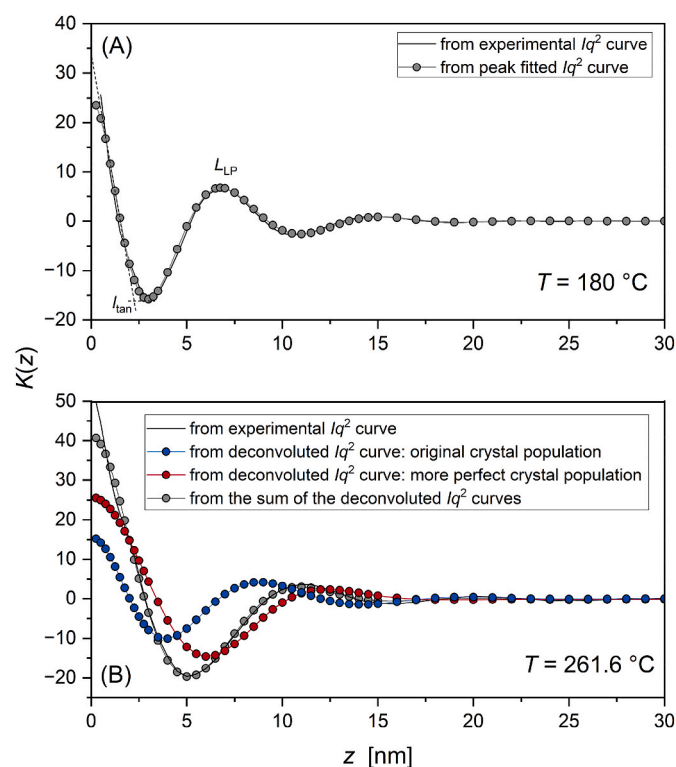 40
30
20
10
0
−10
−20
(A)
from experimental Iq² curve
from peak fitted Iq² curve
L_LP
l_tan
T = 180 °C
0 5 10 15 20 25 30
K(z)
50
40
30
20
10
0
−10
−20
from experimental Iq² curve
from deconvoluted Iq² curve: original crystal population
from deconvoluted Iq² curve: more perfect crystal population
from the sum of the deconvoluted Iq² curves
(B)
T = 261.6 °C
0 5 10 15 20 25 30
z [nm]